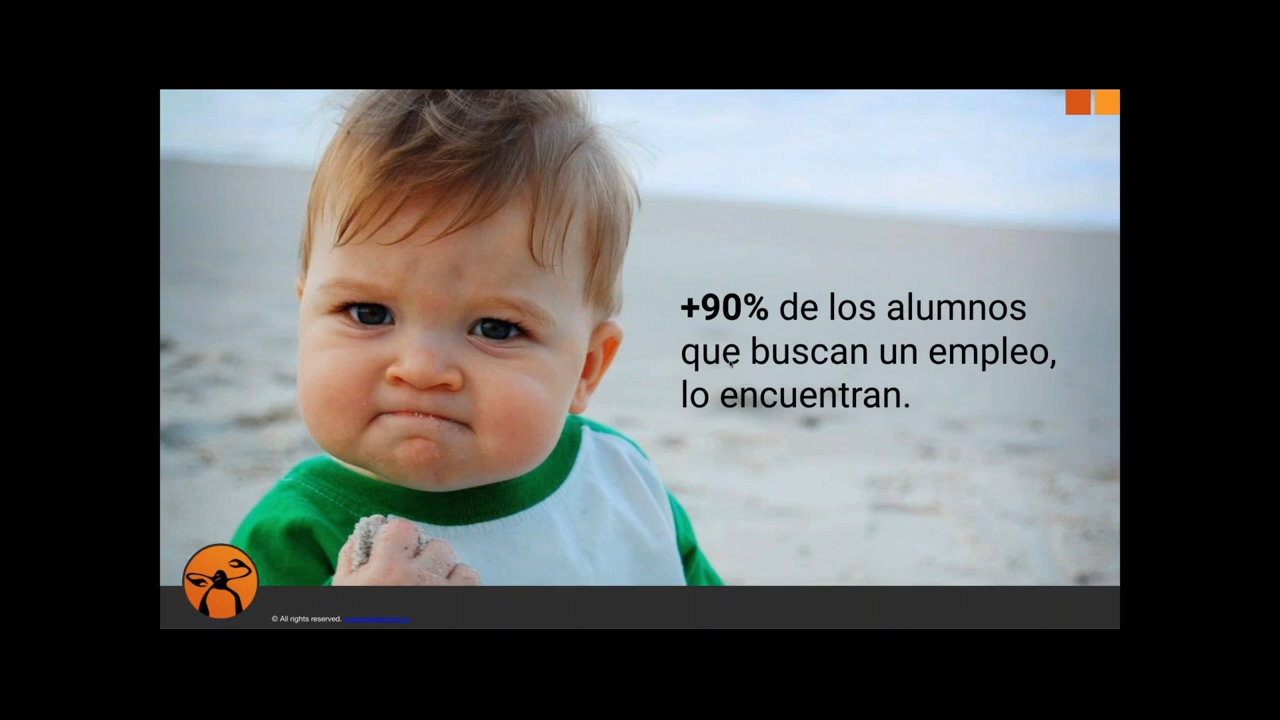 +90% de los alumnos
que buscan un empleo,
lo encuentran.
© All rights reserved.